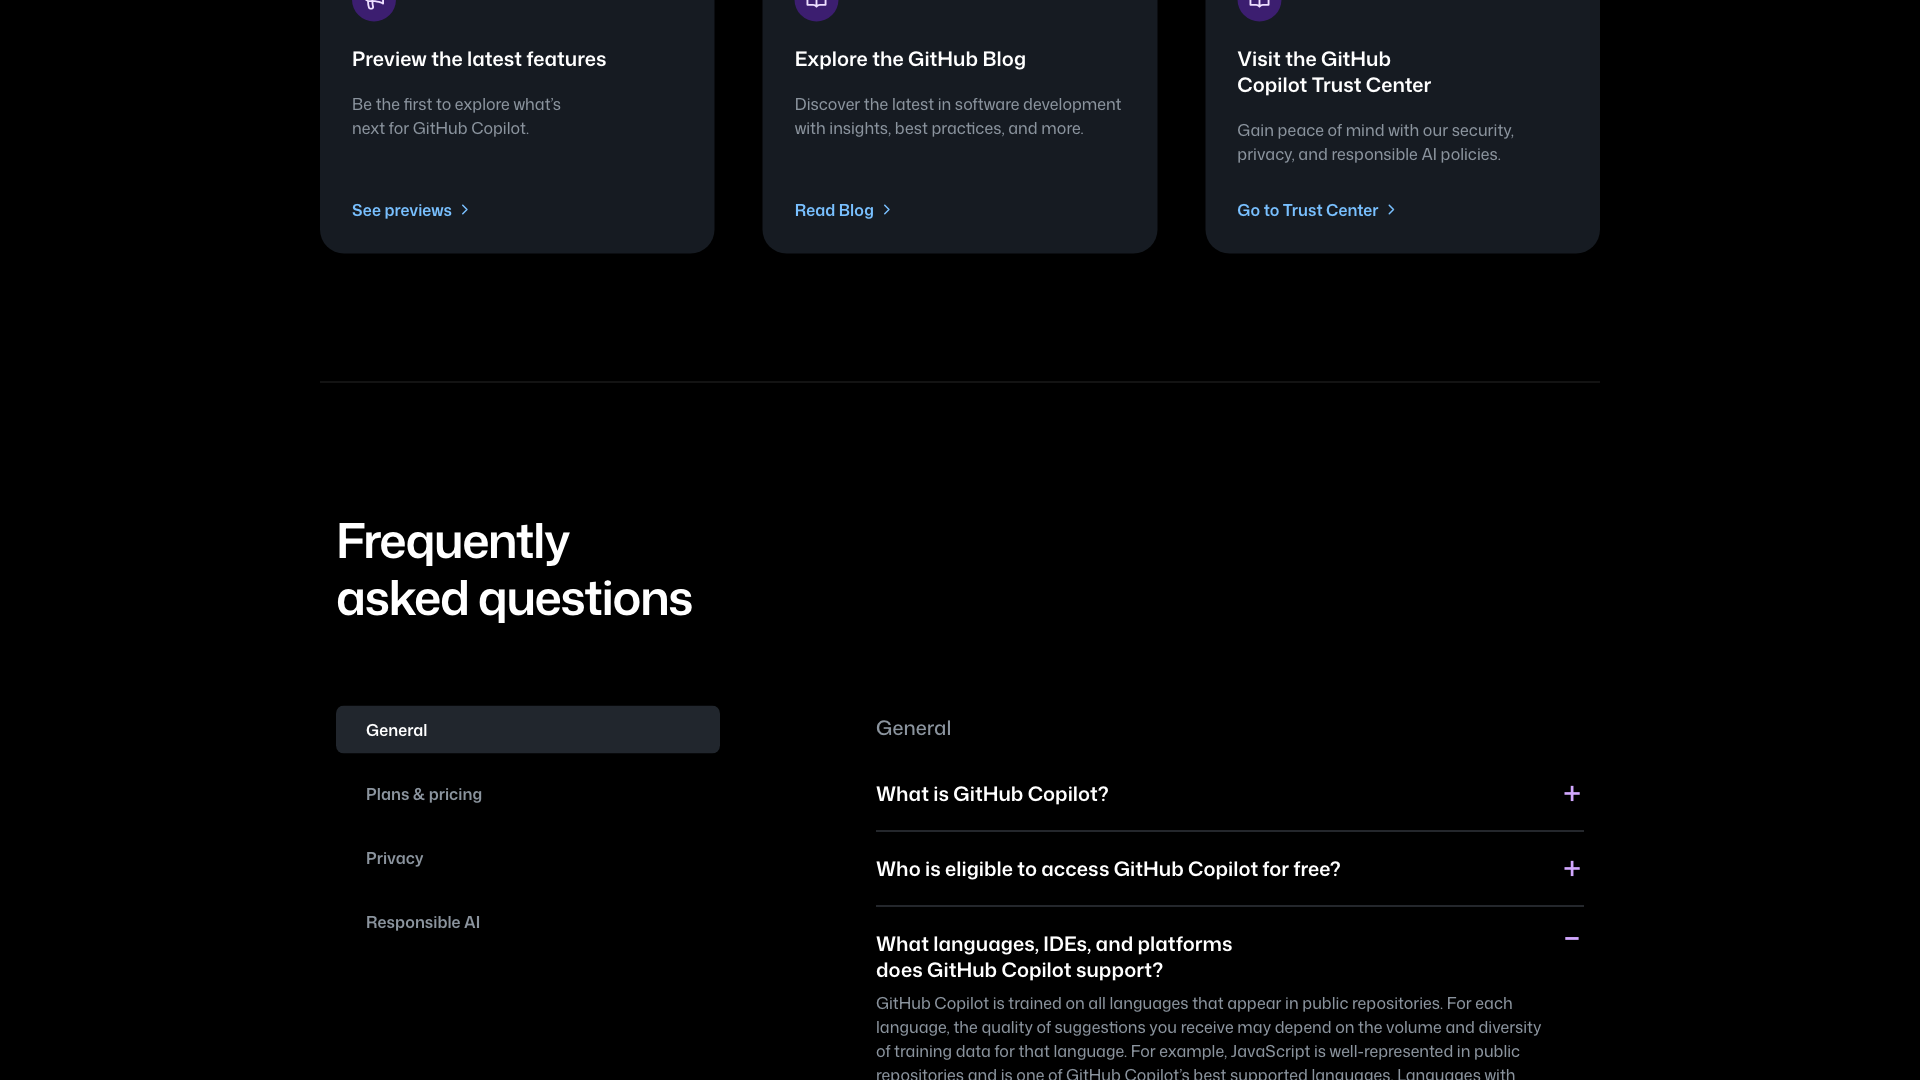 Preview the latest features
Be the first to explore what’s
next for GitHub Copilot.
See previews
Explore the GitHub Blog
Discover the latest in software development
with insights, best practices, and more.
Read Blog
Visit the GitHub
Copilot Trust Center
Gain peace of mind with our security,
privacy, and responsible AI policies.
Go to Trust Center
Frequently
asked questions
General
Plans & pricing
Privacy
Responsible AI
General
What is GitHub Copilot?
Who is eligible to access GitHub Copilot for free?
What languages, IDEs, and platforms
does GitHub Copilot support?
GitHub Copilot is trained on all languages that appear in public repositories. For each
language, the quality of suggestions you receive may depend on the volume and diversity
of training data for that language. For example, JavaScript is well-represented in public
repositories and is one of GitHub Copilot’s best supported languages. Languages with